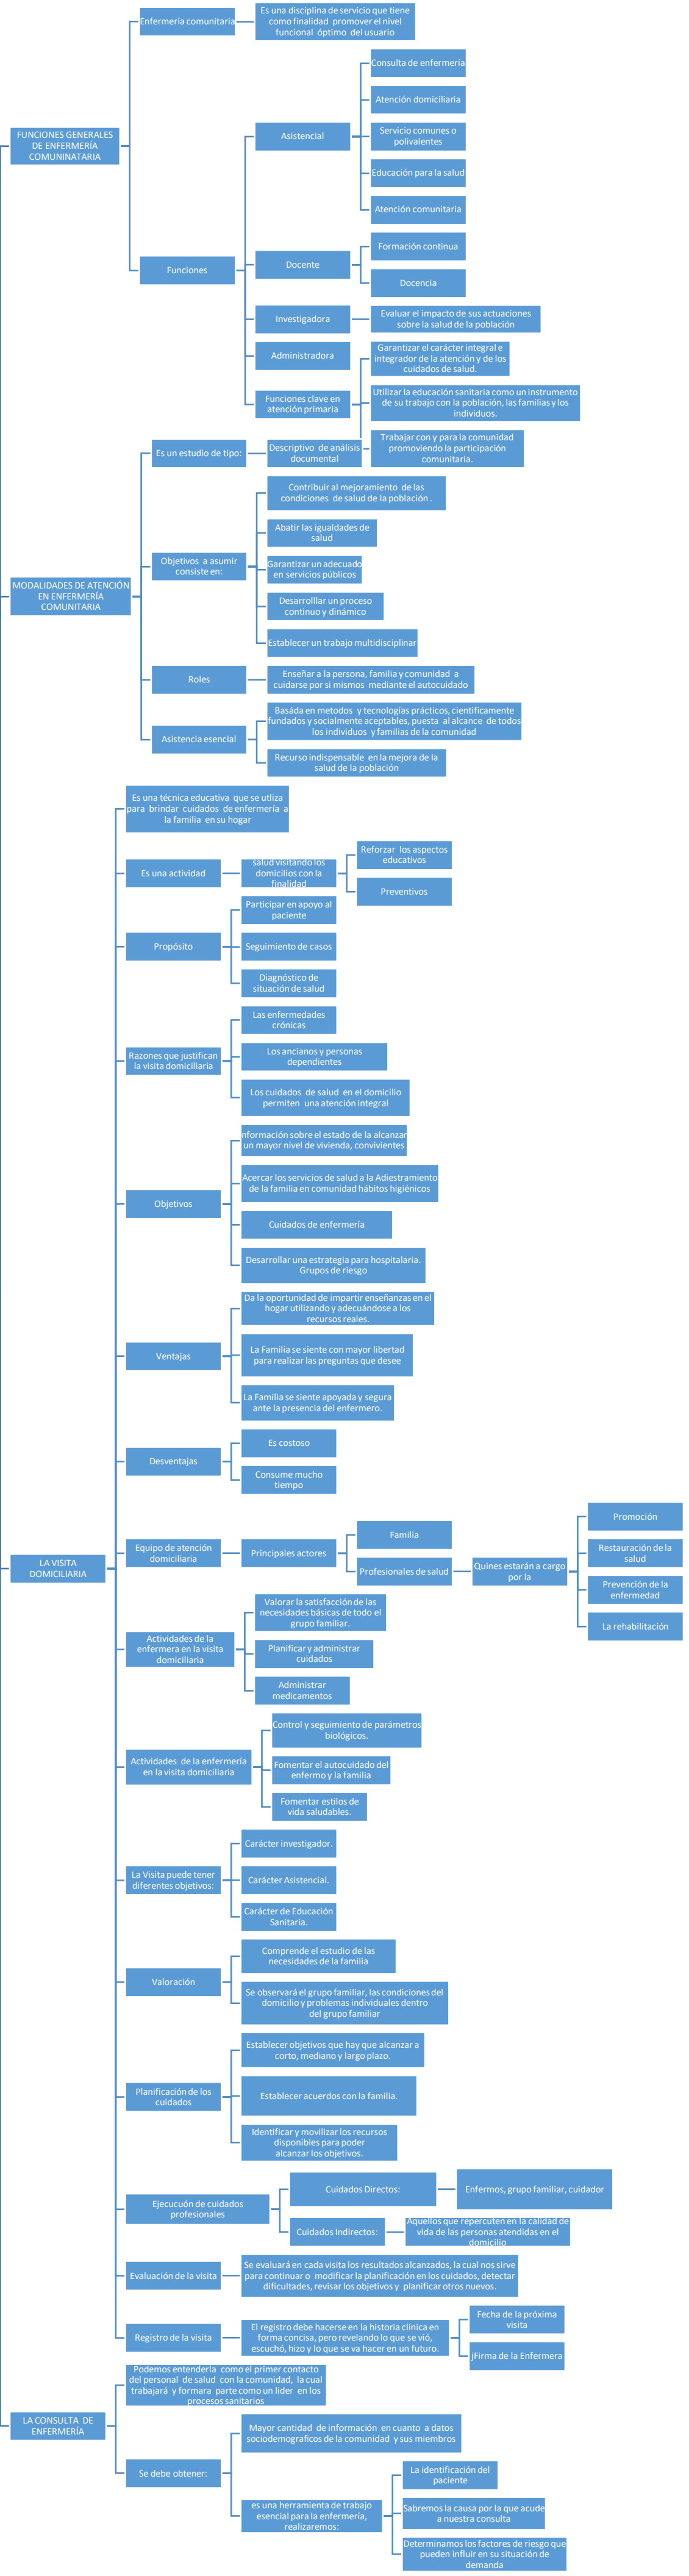 Enfermería comunitaria
Es una disciplina de servicio que tiene
como finalidad promover el nivel
funcional óptimo del usuario
FUNCIONES GENERALES
DE ENFERMERÍA
COMUNINATARIA
Funciones
Asistencial
Consulta de enfermería
Atención domiciliaria
Servicio comunes o
polivalentes
Educación para la salud
Atención comunitaria
Docente
Formación continua
Docencia
Investigadora
Evaluar el impacto de sus actuaciones
sobre la salud de la población
Administradora
Funciones clave en
atención primaria
Garantizar el carácter integral e
integrador de la atención y de los
cuidados de salud.
Utilizar la educación sanitaria como un instrumento
de su trabajo con la población, las familias y los
individuos.
Trabajar con y para la comunidad
promoviendo la participación
comunitaria.
MODALIDADES DE ATENCIÓN
EN ENFERMERÍA
COMUNITARIA
Es un estudio de tipo:
Descriptivo de análisis
documental
Objetivos a asumir
consiste en:
Contribuir al mejoramiento de las
condiciones de salud de la población .
Abatir las igualdades de
salud
Garantizar un adecuado
en servicios públicos
Desarrolllar un proceso
continuo y dinámico
Establecer un trabajo multidisciplinar
Roles
Enseñar a la persona, familia y comunidad a
cuidarse por si mismos mediante el autocuidado
Asistencia esencial
Basáda en metodos y tecnologías prácticos, cientificamente
fundados y socialmente aceptables, puesta al alcance de todos
los individuos y familias de la comunidad
Recurso indispensable en la mejora de la
salud de la población
LA VISITA
DOMICILIARIA
Es una técnica educativa que se utliza
para brindar cuidados de enfermería a
la familia en su hogar
Es una actividad
salud visitando los
domicilios con la
finalidad
Reforzar los aspectos
educativos
Preventivos
Propósito
Participar en apoyo al
paciente
Seguimiento de casos
Diagnóstico de
situación de salud
Razones que justifican
la visita domiciliaria
Las enfermedades
crónicas
Los ancianos y personas
dependientes
Los cuidados de salud en el domicilio
permiten una atención integral
Objetivos
nformación sobre el estado de la alcanzar
un mayor nivel de vivienda, convivientes
Acercar los servicios de salud a la Adiestramiento
de la familia en comunidad hábitos higiénicos
Cuidados de enfermería
Desarrollar una estrategia para hospitalaria.
Grupos de riesgo
Ventajas
Da la oportunidad de impartir enseñanzas en el
hogar utilizando y adecuándose a los
recursos reales.
La Familia se siente con mayor libertad
para realizar las preguntas que desee
La Familia se siente apoyada y segura
ante la presencia del enfermero.
Desventajas
Es costoso
Consume mucho
tiempo
Equipo de atención
domiciliaria
Principales actores
Familia
Profesionales de salud
Quines estarán a cargo
por la
Promoción
Restauración de la
salud
Prevención de la
enfermedad
La rehabilitación
Actividades de la
enfermera en la visita
domiciliaria
Valorar la satisfacción de las
necesidades básicas de todo el
grupo familiar.
Planificar y administrar
cuidados
Administrar
medicamentos
Actividades de la enfermería
en la visita domiciliaria
Control y seguimiento de parámetros
biológicos.
Fomentar el autocuidado del
enfermo y la familia
Fomentar estilos de
vida saludables.
La Visita puede tener
diferentes objetivos:
Carácter investigador.
Carácter Asistencial.
Carácter de Educación
Sanitaria.
Valoración
Comprende el estudio de las
necesidades de la familia
Se observará el grupo familiar, las condiciones del
domicilio y problemas individuales dentro
del grupo familiar
Planificación de los
cuidados
Establecer objetivos que hay que alcanzar a
corto, mediano y largo plazo.
Establecer acuerdos con la familia.
Identificar y movilizar los recursos
disponibles para poder
alcanzar los objetivos.
Ejecucuón de cuidados
profesionales
Cuidados Directos:
Enfermos, grupo familiar, cuidador
Cuidados Indirectos:
Aquellos que repercuten en la calidad de
vida de las personas atendidas en el
domicilio
Evaluación de la visita
Se evaluará en cada visita los resultados alcanzados, la cual nos sirve
para continuar o modificar la planificación en los cuidados, detectar
dificultades, revisar los objetivos y planificar otros nuevos.
Registro de la visita
El registro debe hacerse en la historia clínica en
forma concisa, pero revelando lo que se vió,
escuchó, hizo y lo que se va hacer en un futuro.
Fecha de la próxima
visita
jFirma de la Enfermera
LA CONSULTA DE
ENFERMERÍA
Podemos entenderla como el primer contacto
del personal de salud con la comunidad, la cual
trabajará y formara parte como un lider en los
procesos sanitarios
Se debe obtener:
Mayor cantidad de información en cuanto a datos
sociodemograficos de la comunidad y sus miembros
es una herramienta de trabajo
esencial para la enfermería,
realizaremos:
La identificación del
paciente
Sabremos la causa por la que acude
a nuestra consulta
Determinamos los factores de riesgo que
pueden influir en su situación de
demanda